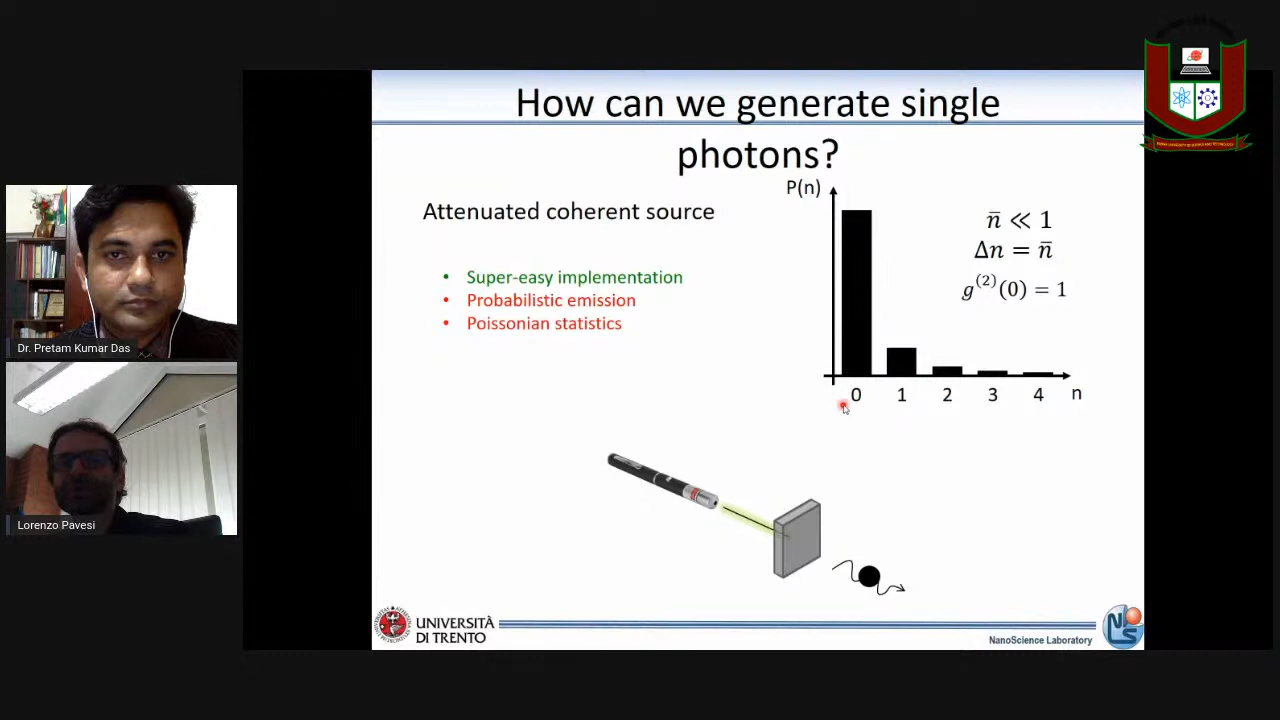 How can we generate single
photons?
Attenuated coherent source
• Super-easy implementation
• Probabilistic emission
• Poissonian statistics
P(n)
n̄ ≪ 1
Δn = n̄
g⁽²⁾(0) = 1
0 1 2 3 4 n
Dr. Pretam Kumar Das
Lorenzo Pavesi
UNIVERSITÀ
DI TRENTO
NanoScience Laboratory